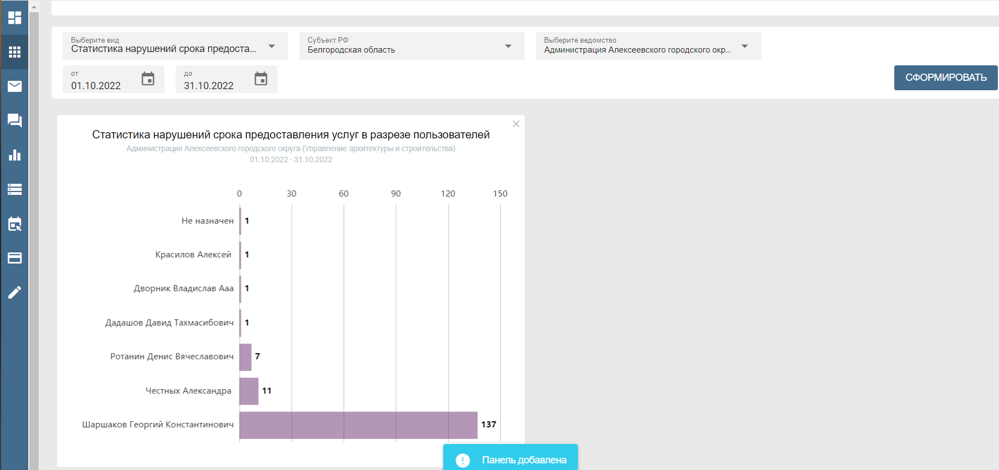 Выберите вид
Статистика нарушений срока предоста...
Субъект РФ
Белгородская область
Выберите ведомство
Администрация Алексеевского городского окр...
от
01.10.2022
до
31.10.2022
СФОРМИРОВАТЬ
Статистика нарушений срока предоставления услуг в разрезе пользователей
Администрация Алексеевского городского округа (Управление архитектуры и строительства)
01.10.2022 - 31.10.2022
0 30 60 90 120 150
Не назначен 1
Красилов Алексей 1
Дворник Владислав Ааа 1
Дадашов Давид Тахмасибович 1
Ротанин Денис Вячеславович 7
Честных Александра 11
Шаршаков Георгий Константинович 137
Панель добавлена